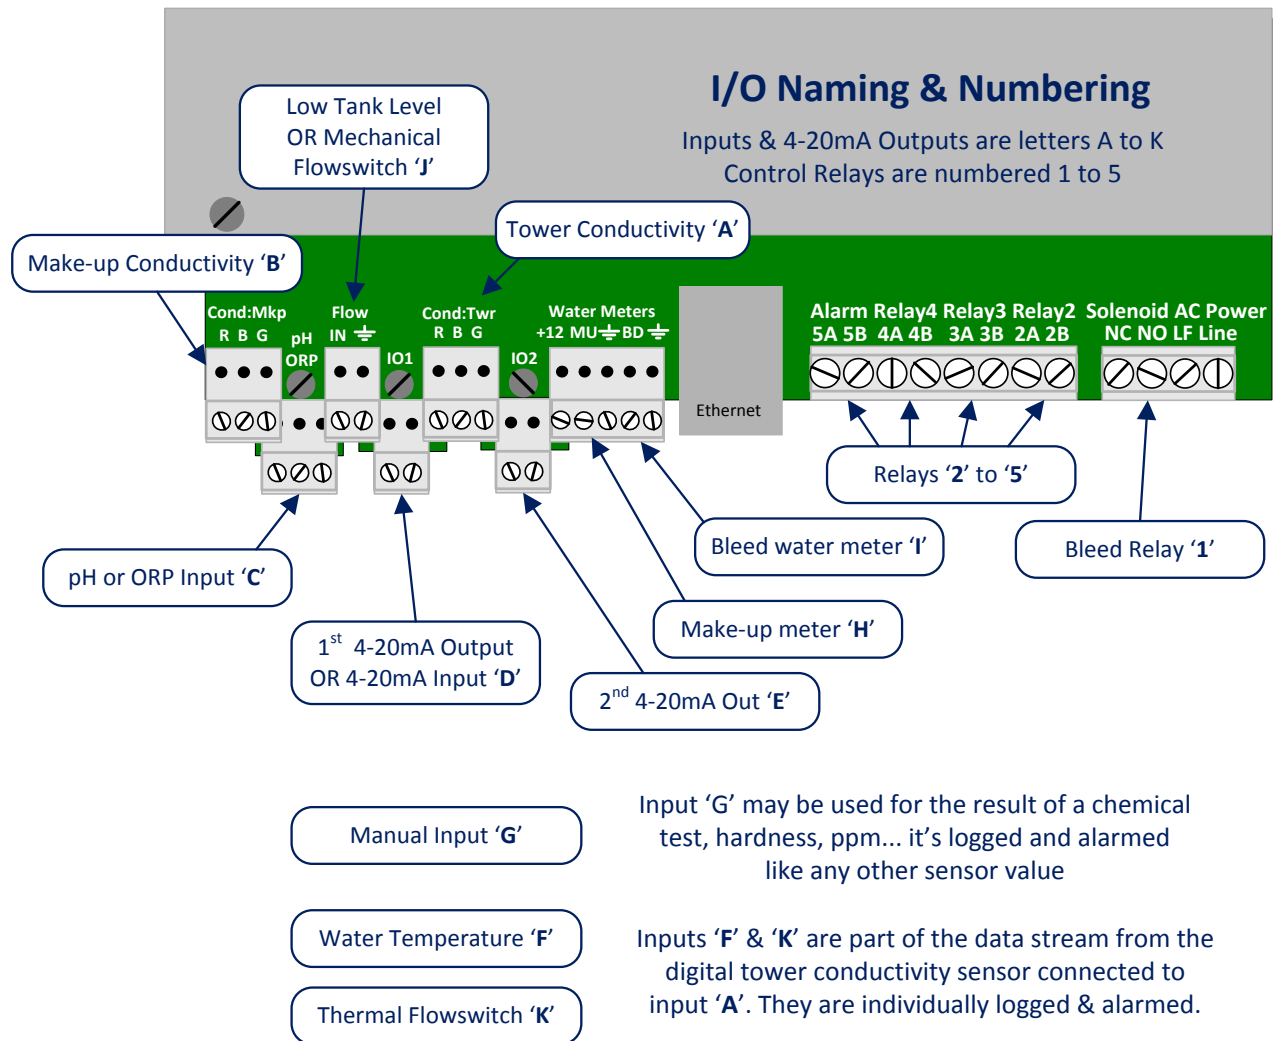 I/O Naming & Numbering
Inputs & 4-20mA Outputs are letters A to K
Control Relays are numbered 1 to 5
Low Tank Level
OR Mechanical
Flowswitch ‘J’
Tower Conductivity ‘A’
Make-up Conductivity ‘B’
Cond:Mkp
R B G
pH
ORP
Flow
IN
IO1
Cond:Twr
R B G
IO2
Water Meters
+12 MU BD
Ethernet
Alarm Relay4 Relay3 Relay2
5A 5B 4A 4B 3A 3B 2A 2B
Solenoid AC Power
NC NO LF Line
Relays ‘2’ to ‘5’
Bleed Relay ‘1’
Bleed water meter ‘I’
Make-up meter ‘H’
pH or ORP Input ‘C’
1st 4-20mA Output
OR 4-20mA Input ‘D’
2nd 4-20mA Out ‘E’
Manual Input ‘G’
Input ‘G’ may be used for the result of a chemical
test, hardness, ppm... it’s logged and alarmed
like any other sensor value
Water Temperature ‘F’
Thermal Flowswitch ‘K’
Inputs ‘F’ & ‘K’ are part of the data stream from the
digital tower conductivity sensor connected to
input ‘A’. They are individually logged & alarmed.